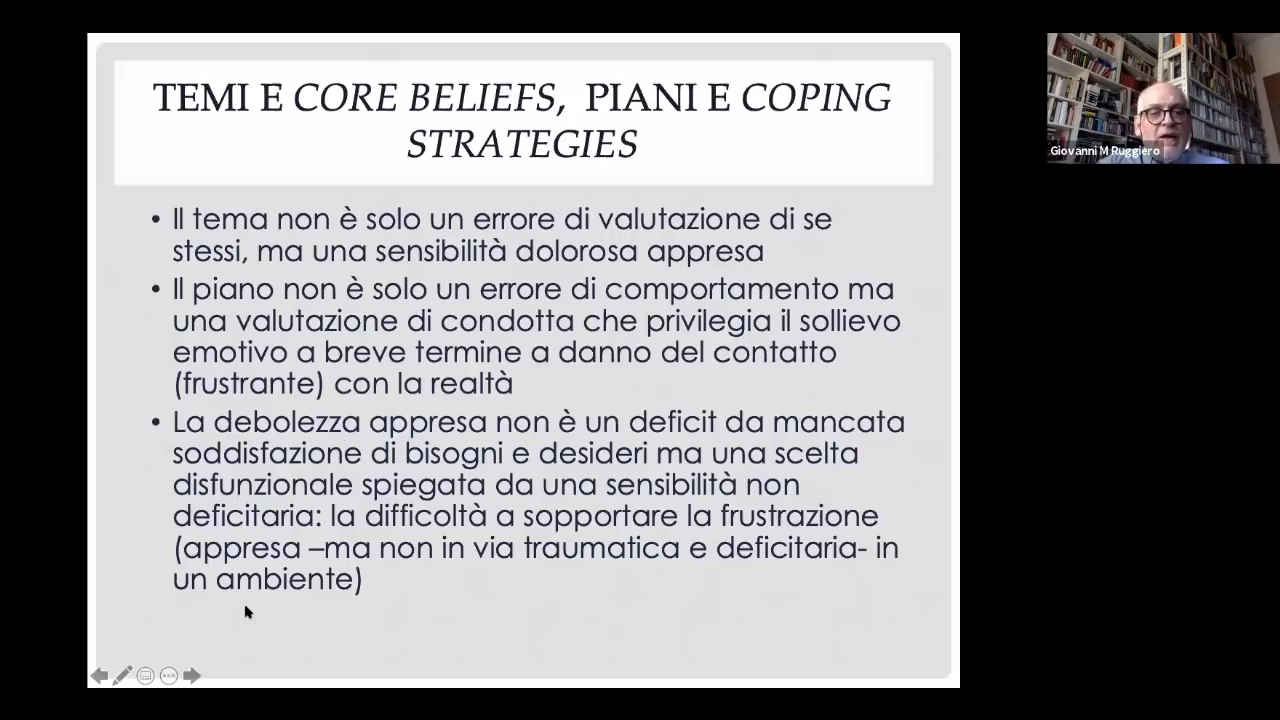 TEMI E CORE BELIEFS, PIANI E COPING
STRATEGIES
• Il tema non è solo un errore di valutazione di se
stessi, ma una sensibilità dolorosa appresa
• Il piano non è solo un errore di comportamento ma
una valutazione di condotta che privilegia il sollievo
emotivo a breve termine a danno del contatto
(frustrante) con la realtà
• La debolezza appresa non è un deficit da mancata
soddisfazione di bisogni e desideri ma una scelta
disfunzionale spiegata da una sensibilità non
deficitaria: la difficoltà a sopportare la frustrazione
(appresa –ma non in via traumatica e deficitaria- in
un ambiente)
Giovanni M Ruggiero